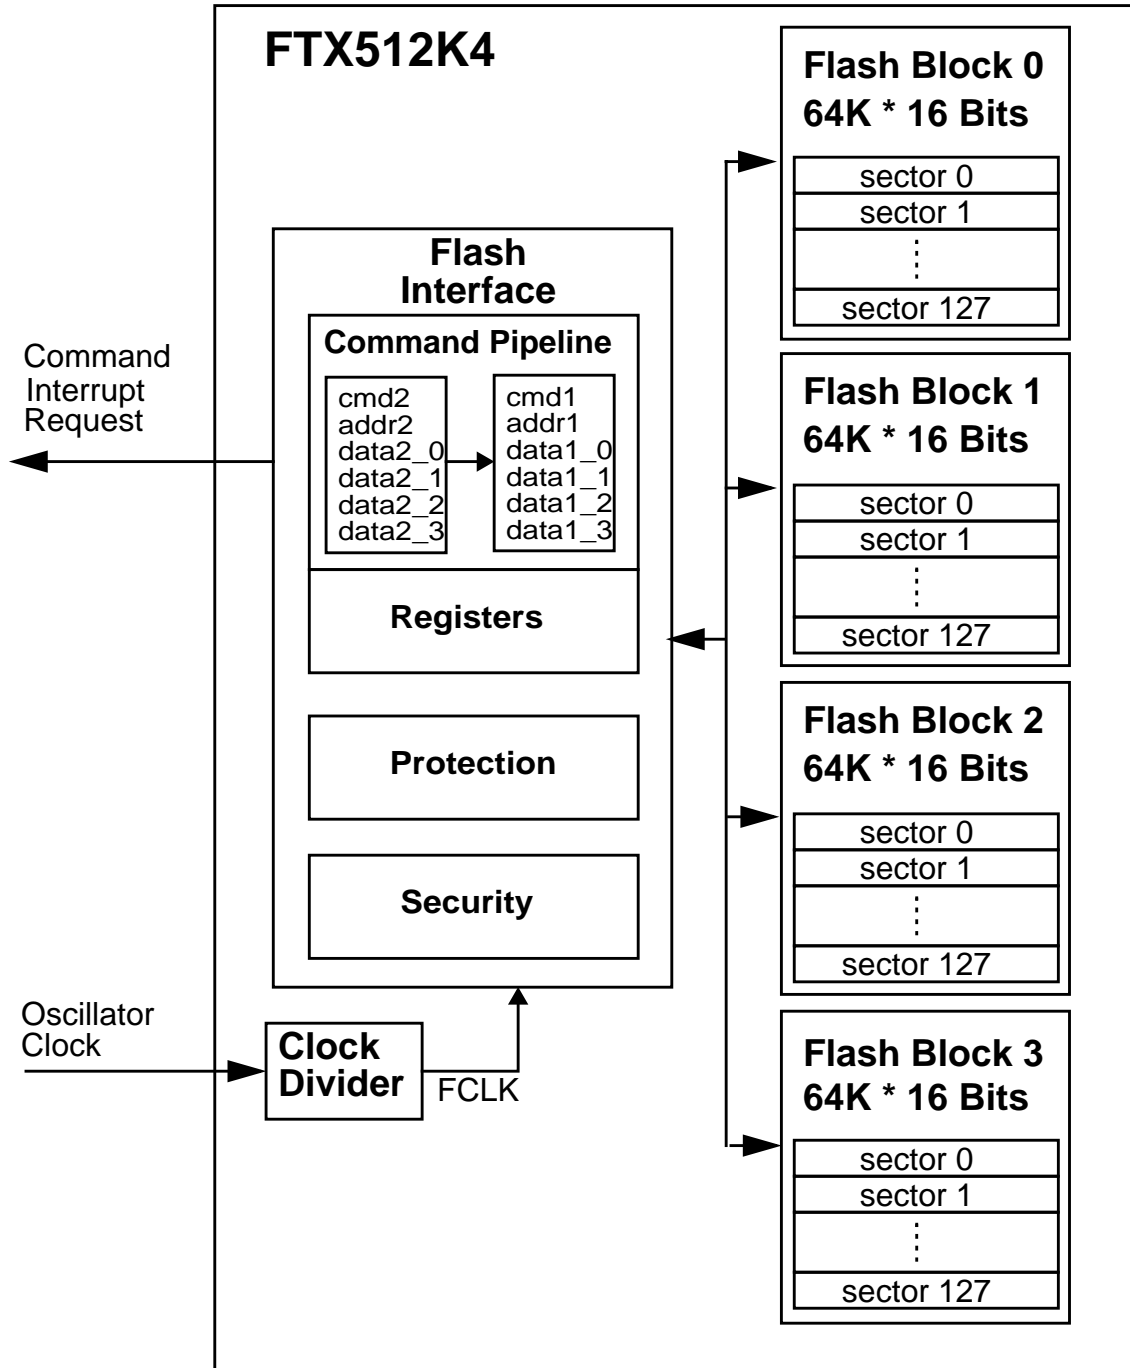 FTX512K4
Flash
Interface
Command Pipeline
cmd2
addr2
data2_0
data2_1
data2_2
data2_3
cmd1
addr1
data1_0
data1_1
data1_2
data1_3
Registers
Protection
Security
Command
Interrupt
Request
Oscillator
Clock
Clock
Divider
FCLK
Flash Block 0
64K * 16 Bits
sector 0
sector 1
sector 127
Flash Block 1
64K * 16 Bits
sector 0
sector 1
sector 127
Flash Block 2
64K * 16 Bits
sector 0
sector 1
sector 127
Flash Block 3
64K * 16 Bits
sector 0
sector 1
sector 127